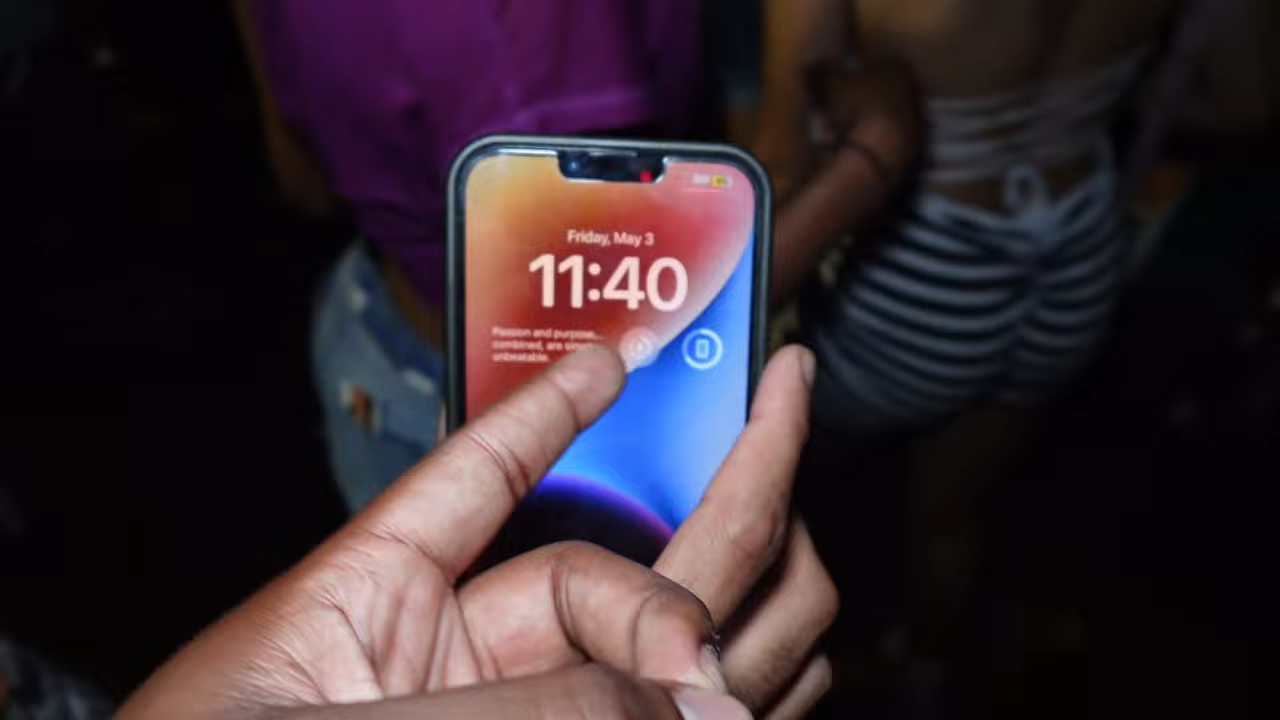 Friday, May 3
11:40
Passion and purpose...
combined, are
unbeatable.